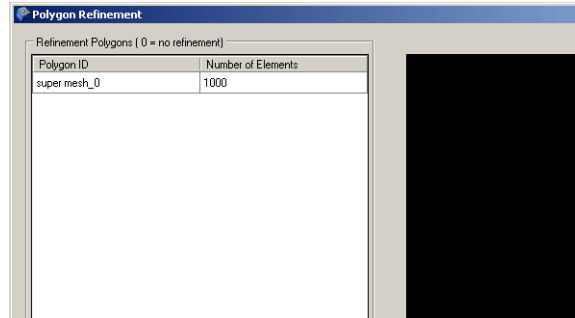 Polygon Refinement
Refinement Polygons ( 0 = no refinement)
Polygon ID Number of Elements
super mesh_0 1000